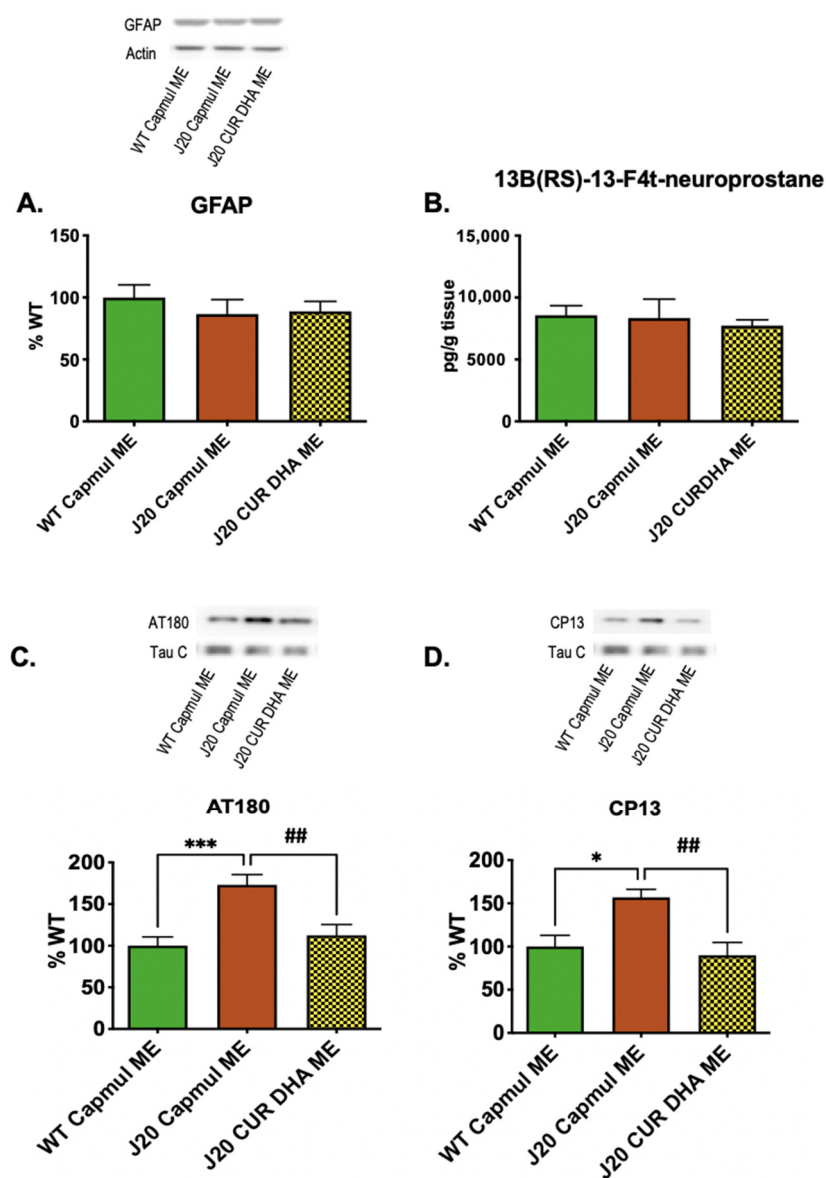 GFAP
Actin
WT Capmul ME
J20 Capmul ME
J20 CUR DHA ME
A.
GFAP
% WT
150
100
50
0
WT Capmul ME
J20 Capmul ME
J20 CUR DHA ME
B.
13B(RS)-13-F4t-neuroprostane
pg/g tissue
15,000
10,000
5000
0
WT Capmul ME
J20 Capmul ME
J20 CURDHA ME
C.
AT180
Tau C
WT Capmul ME
J20 Capmul ME
J20 CUR DHA ME
AT180
*** ##
% WT
200
150
100
50
0
WT Capmul ME
J20 Capmul ME
J20 CUR DHA ME
D.
CP13
Tau C
WT Capmul ME
J20 Capmul ME
J20 CUR DHA ME
CP13
* ##
% WT
200
150
100
50
0
WT Capmul ME
J20 Capmul ME
J20 CUR DHA ME